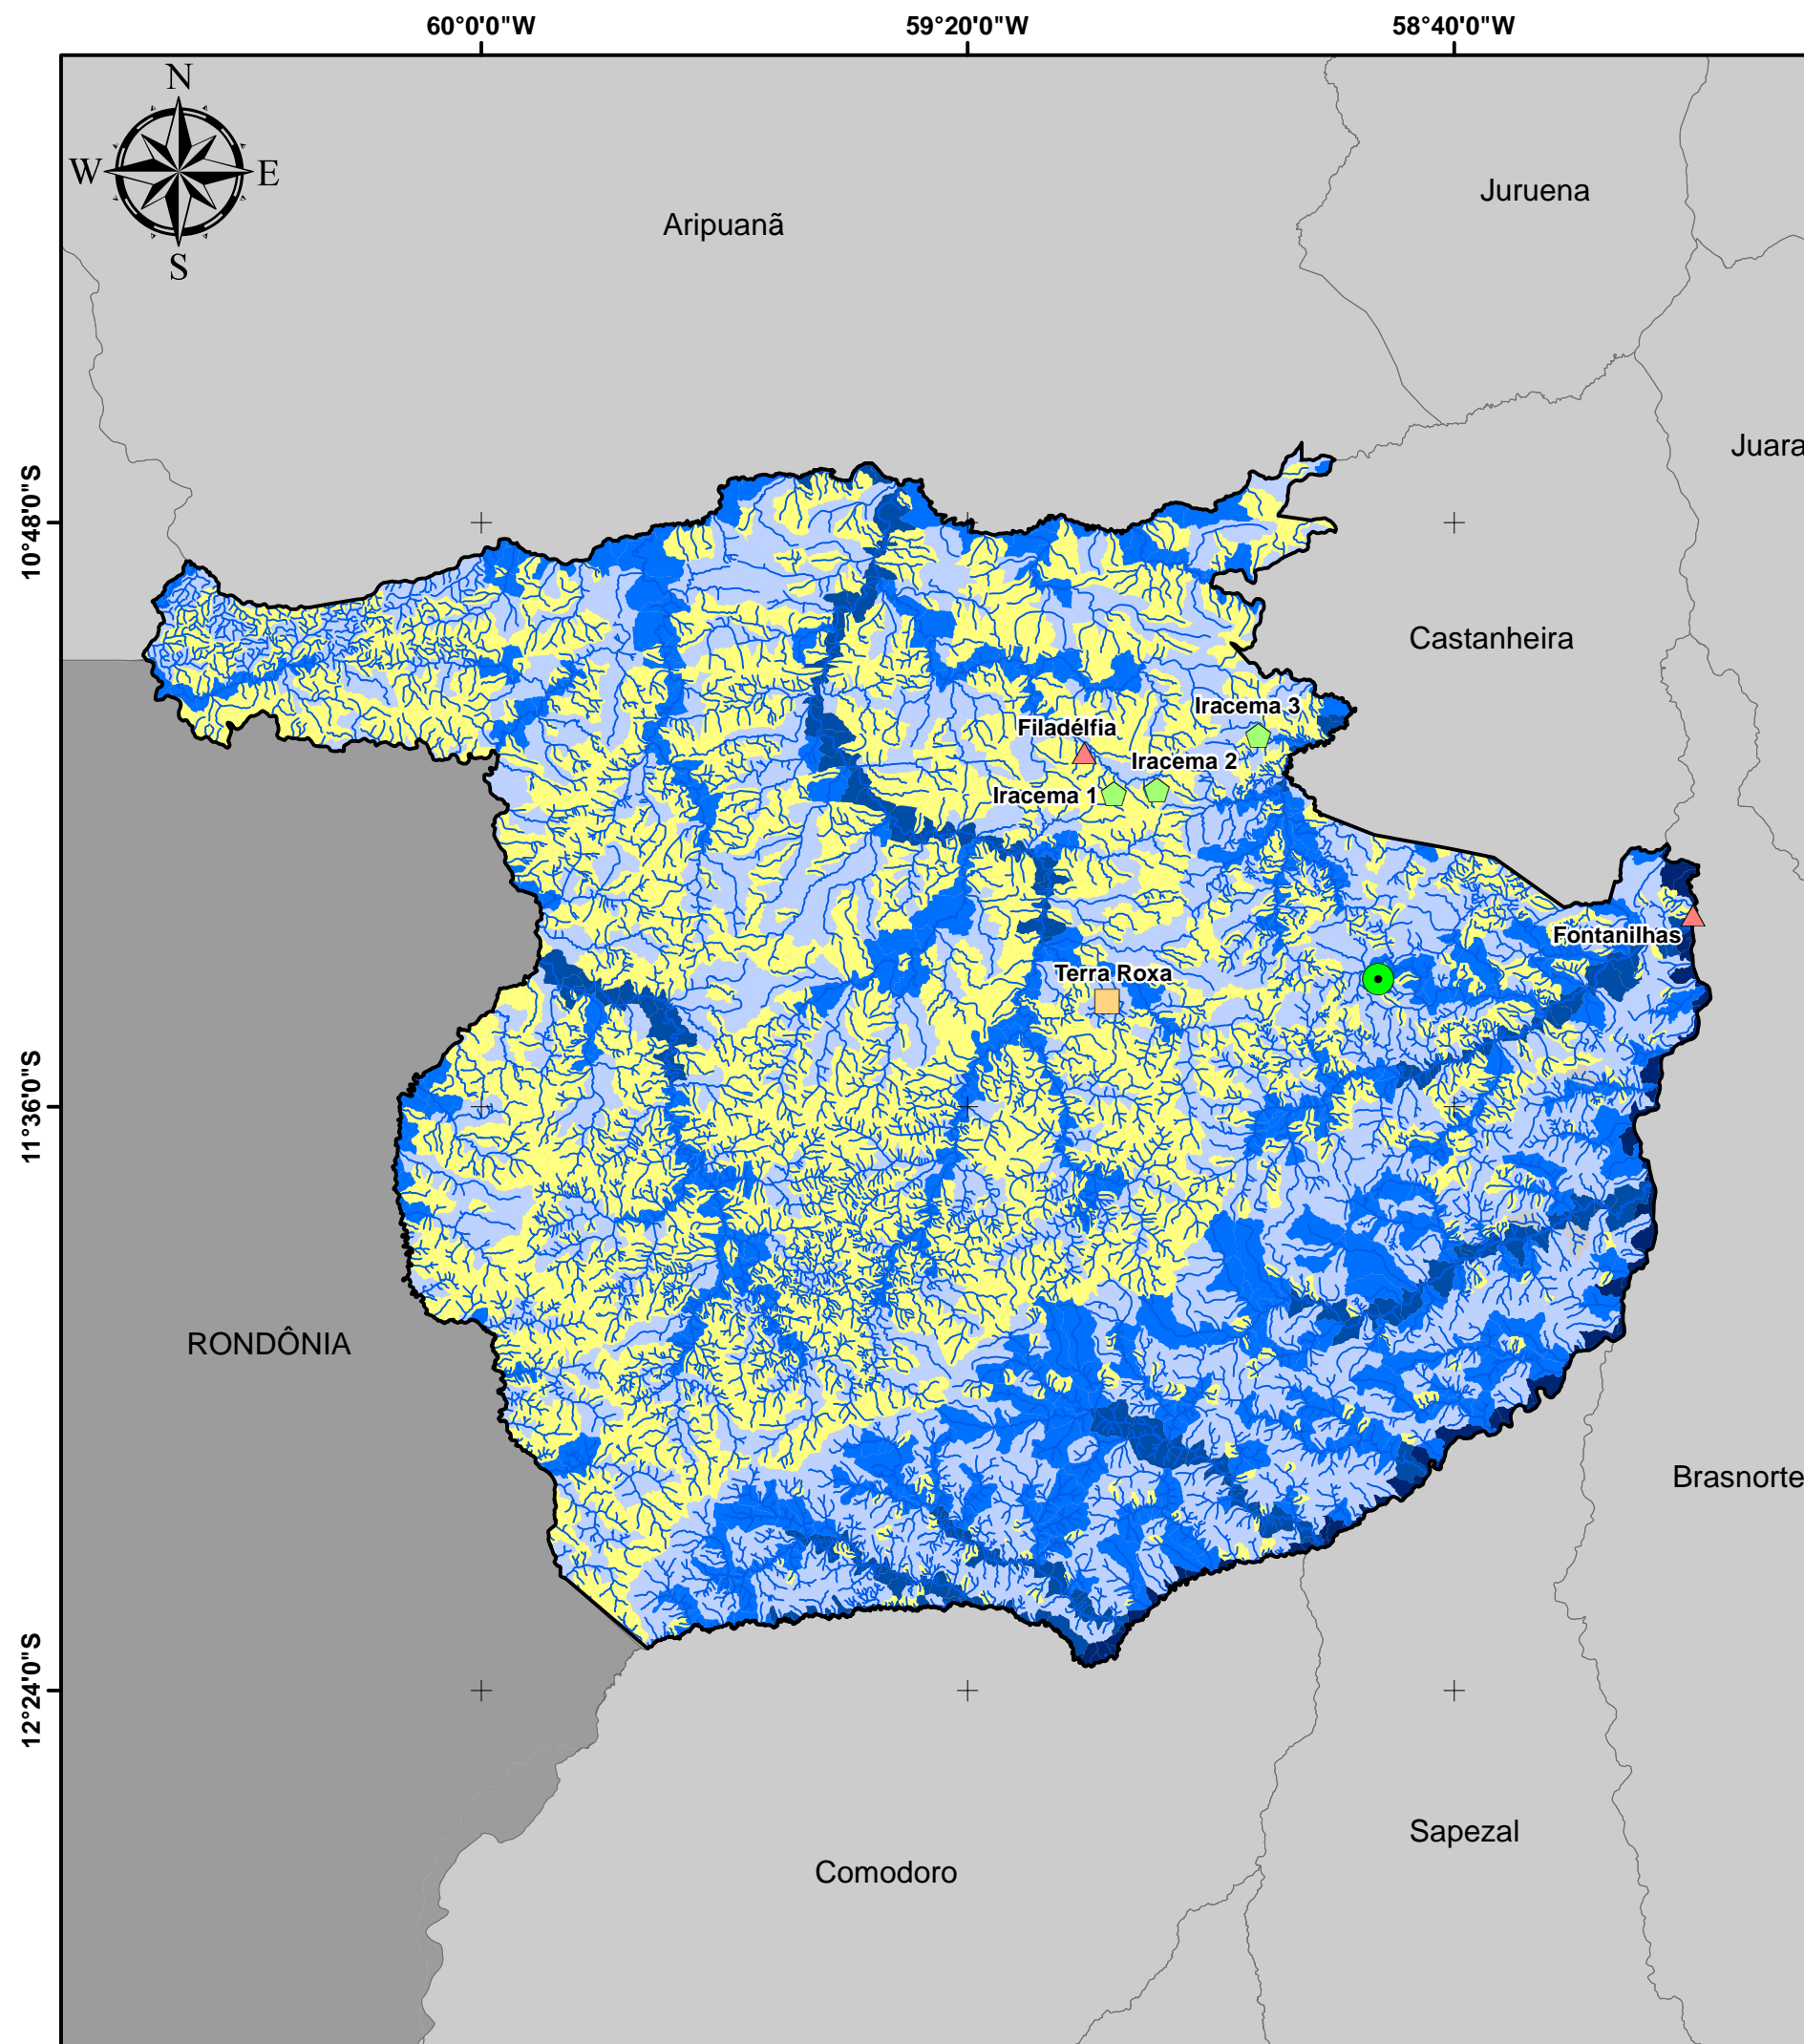 60°0'0"W
59°20'0"W
58°40'0"W
N
W
E
S
Juruena
Aripuanã
Juara
10°48'0"S
Castanheira
Iracema 3
Filadélfia
Iracema 2
Iracema 1
Fontanilhas
Terra Roxa
11°36'0"S
RONDÔNIA
Brasnorte
12°24'0"S
Sapezal
Comodoro